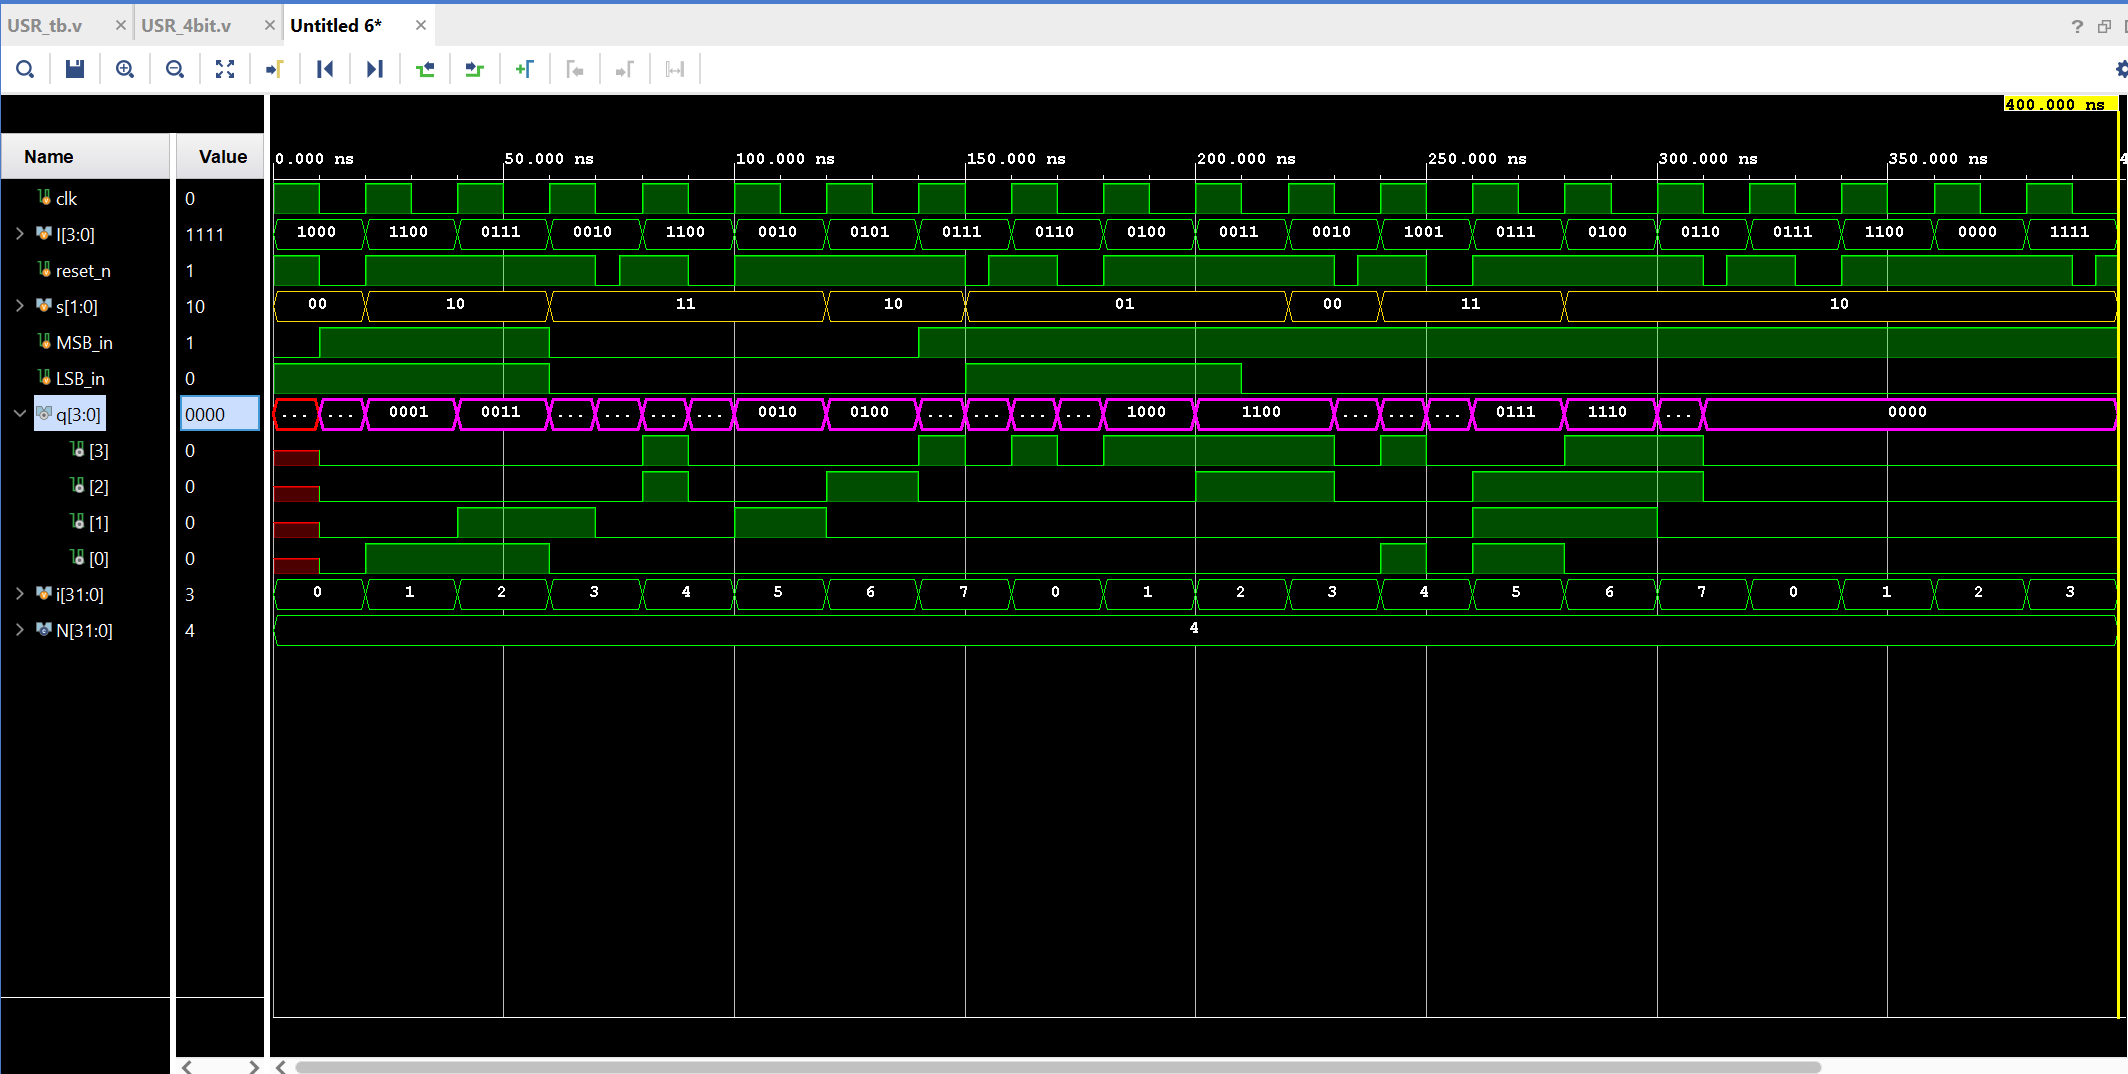 USR_tb.v × USR_4bit.v × Untitled 6* × ?
400.000 ns
Name Value 0.000 ns 50.000 ns 100.000 ns 150.000 ns 200.000 ns 250.000 ns 300.000 ns 350.000 ns 4
clk 0
I[3:0] 1111 1000 1100 0111 0010 1100 0010 0101 0111 0110 0100 0011 0010 1001 0111 0100 0110 0111 1100 0000 1111
reset_n 1
s[1:0] 10 00 10 11 10 01 00 11 10
MSB_in 1
LSB_in 0
q[3:0] 0000 ... ... 0001 0011 ... ... ... ... 0010 0100 ... ... ... ... 1000 1100 ... ... ... 0111 1110 ... 0000
[3] 0
[2] 0
[1] 0
[0] 0
i[31:0] 3 0 1 2 3 4 5 6 7 0 1 2 3 4 5 6 7 0 1 2 3
N[31:0] 4 4